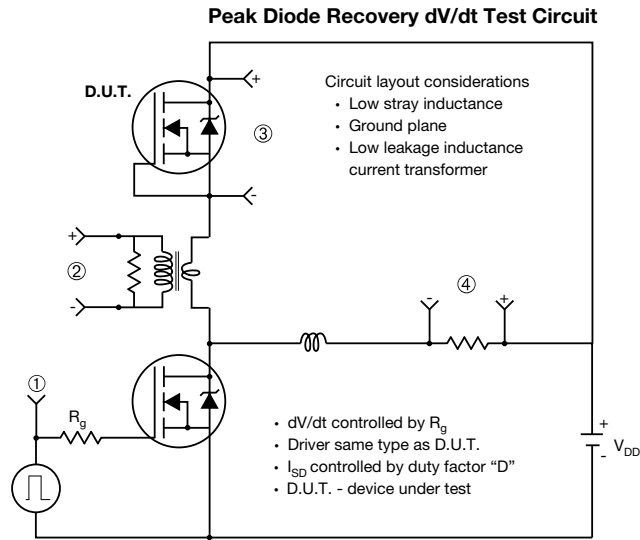 Peak Diode Recovery dV/dt Test Circuit
D.U.T.
+
Circuit layout considerations
• Low stray inductance
• Ground plane
• Low leakage inductance
current transformer
③
-
+
②
-
④
-
+
①
Rg
• dV/dt controlled by Rg
• Driver same type as D.U.T.
• ISD controlled by duty factor “D”
• D.U.T. - device under test
+
-
VDD